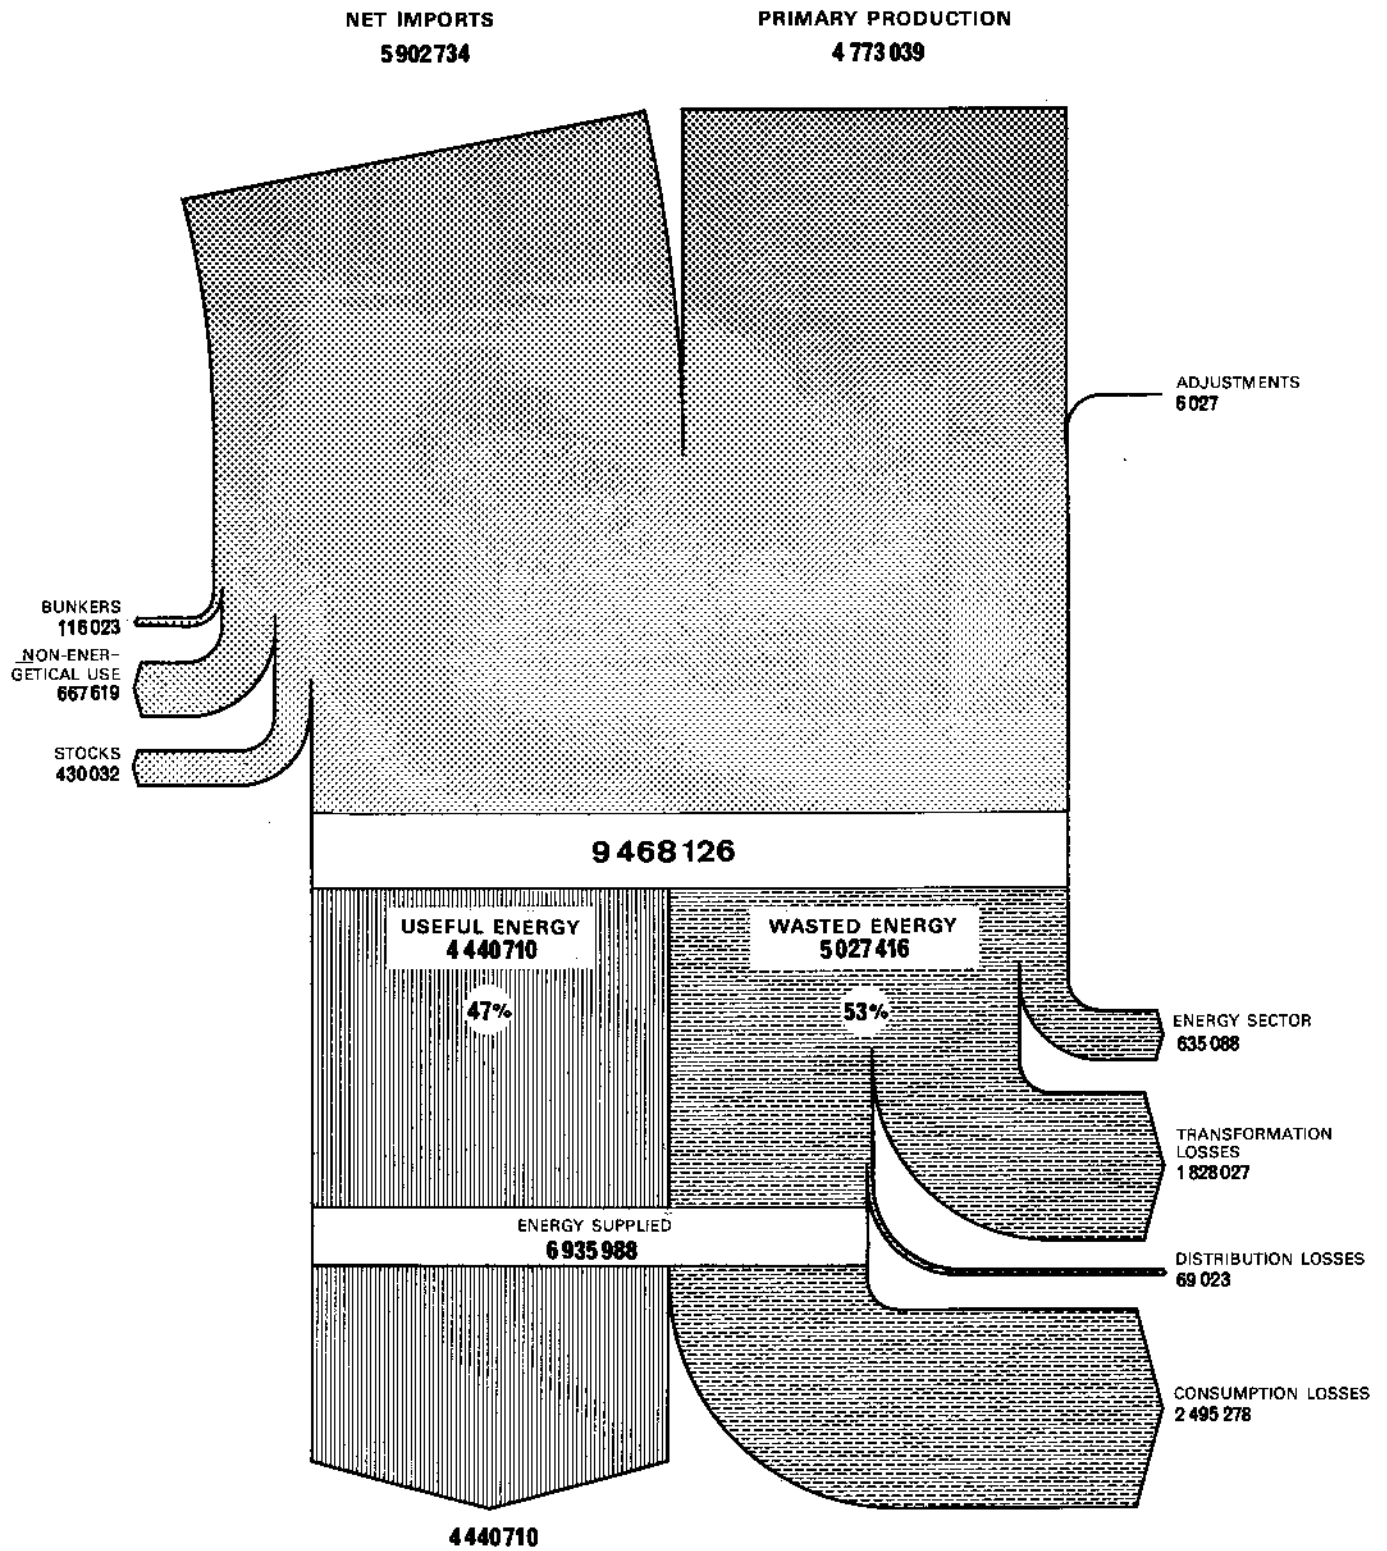 NET IMPORTS
5902734
PRIMARY PRODUCTION
4 773 039
ADJUSTMENTS
6 027
BUNKERS
116 023
NON-ENER-
GETICAL USE
667 619
STOCKS
430 032
9 468 126
USEFUL ENERGY
4 440 710
47%
WASTED ENERGY
5 027 416
53%
ENERGY SECTOR
635 088
TRANSFORMATION
LOSSES
1 828 027
ENERGY SUPPLIED
6 935 988
DISTRIBUTION LOSSES
69 023
CONSUMPTION LOSSES
2 495 278
4 440 710